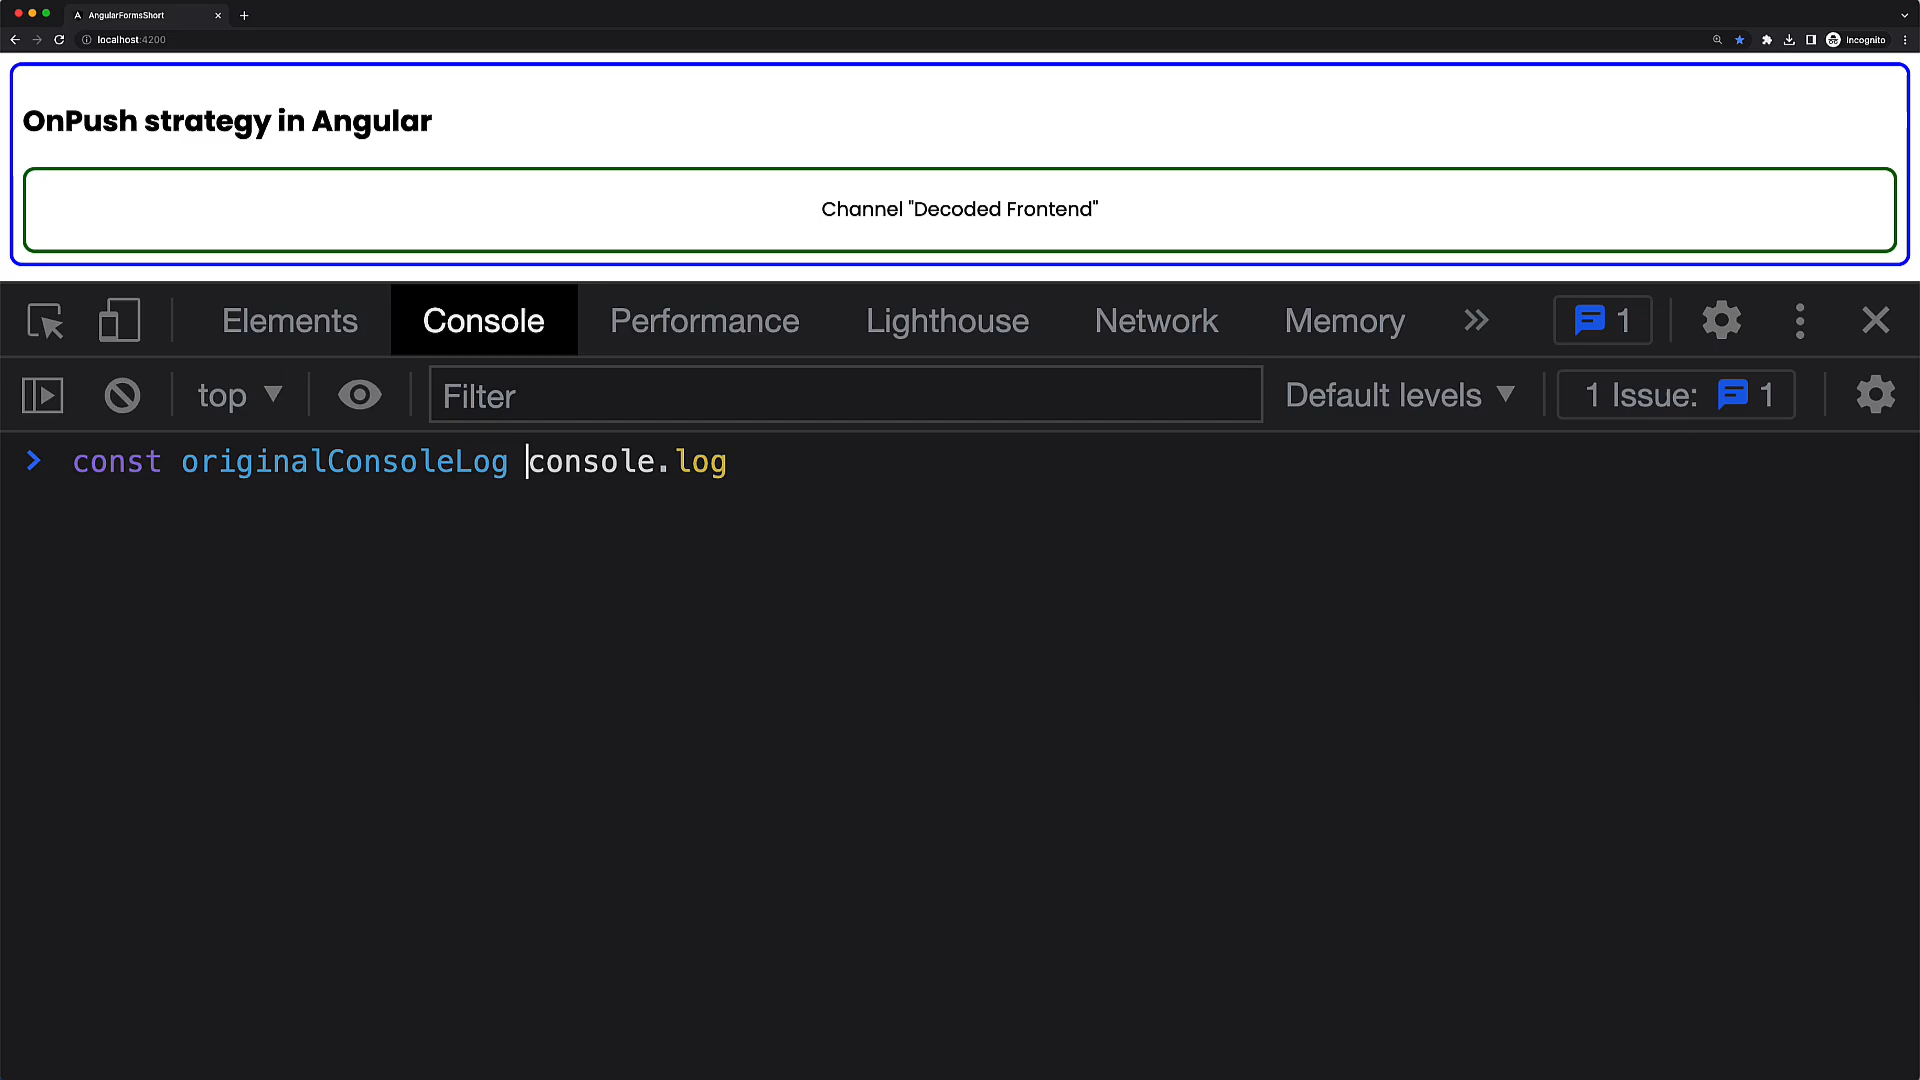 AngularFormsShort
localhost:4200
Incognito
OnPush strategy in Angular
Channel "Decoded Frontend"
Elements Console Performance Lighthouse Network Memory 1
top Filter Default levels 1 Issue: 1
const originalConsoleLog console.log